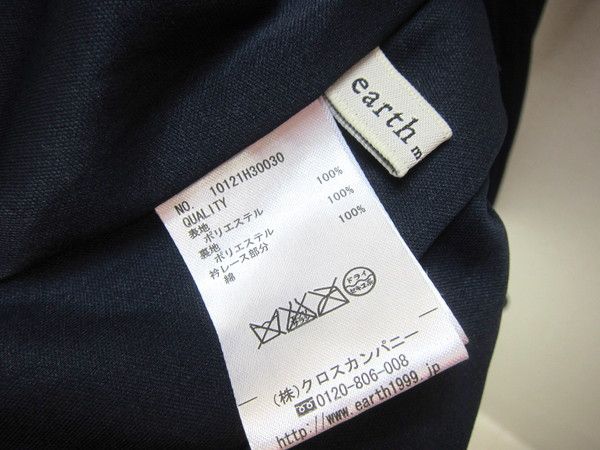 earth m
NO. 10121H30030
QUALITY
表地
ポリエステル 100%
裏地
ポリエステル 100%
衿レース部分
綿 100%
ドライ
セキユ系
(株)クロスカンパニー
0120-806-008
http://www.earth1999.jp